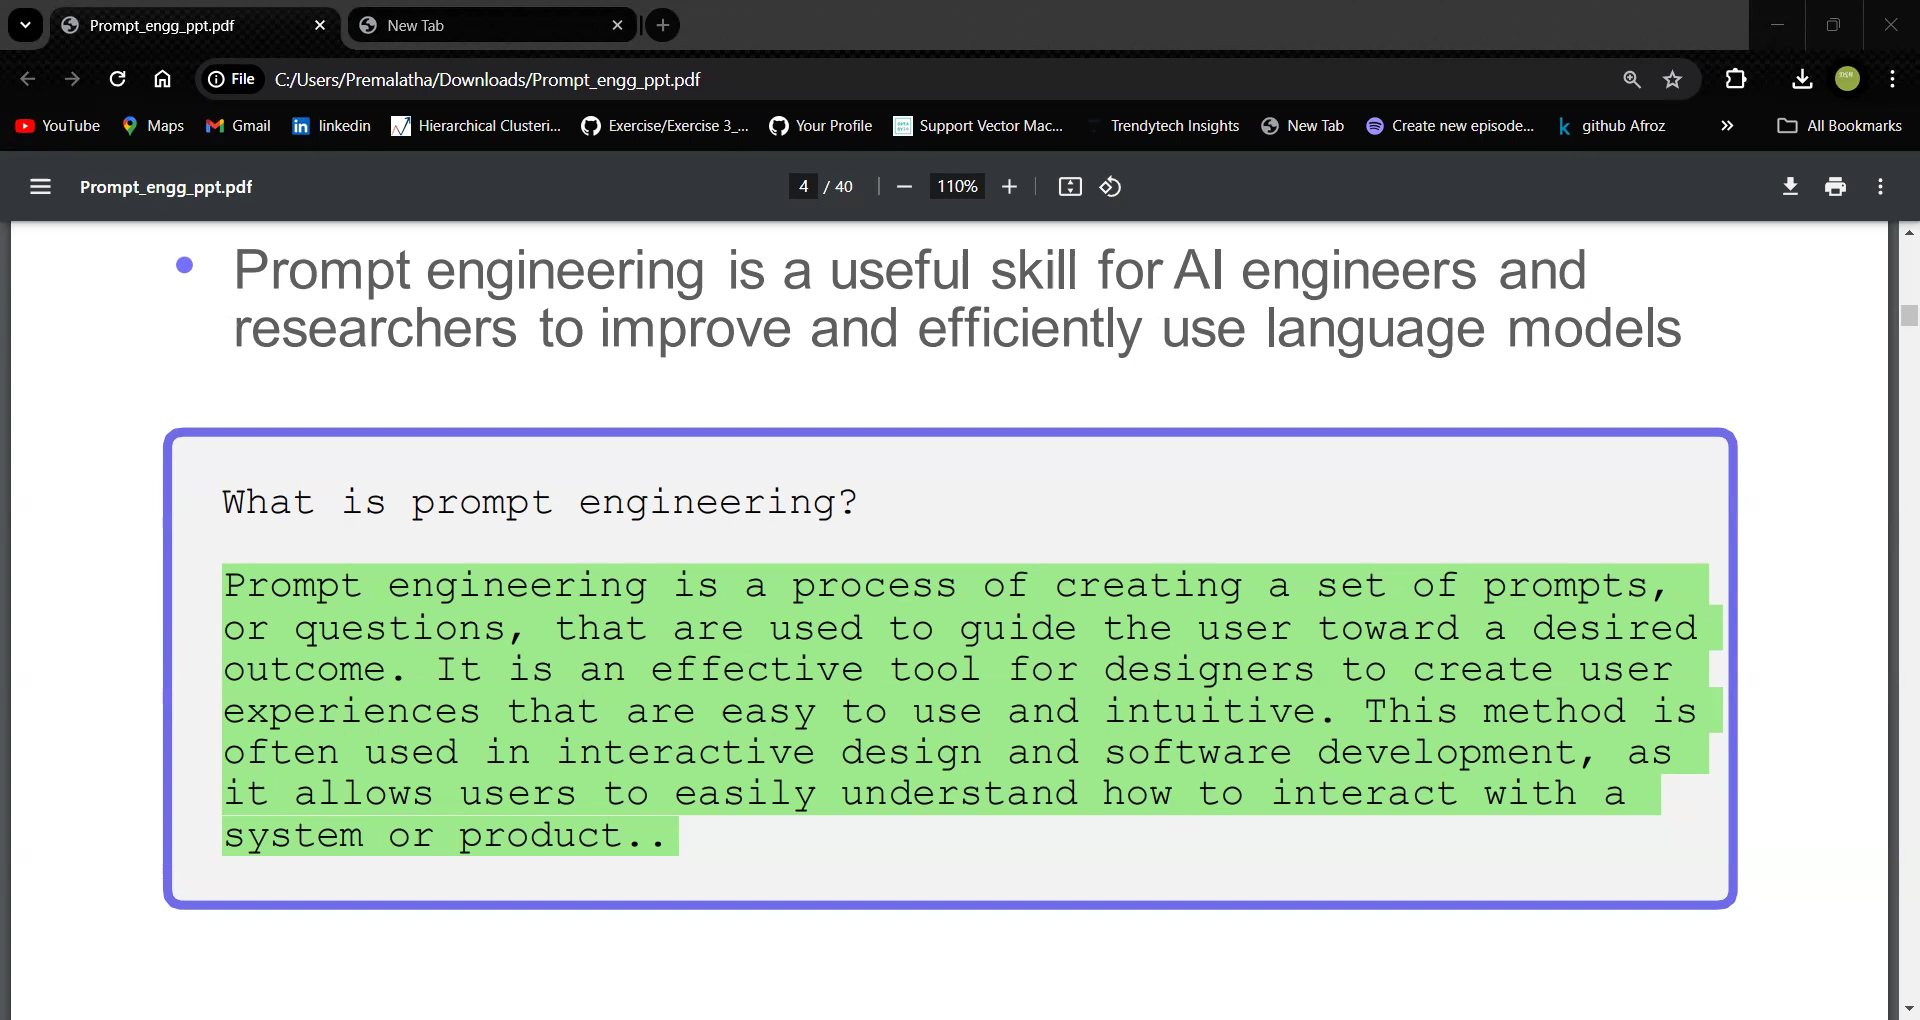 Prompt_engg_ppt.pdf
New Tab
File
C:/Users/Premalatha/Downloads/Prompt_engg_ppt.pdf
YouTube
Maps
Gmail
linkedin
Hierarchical Clusteri...
Exercise/Exercise 3_...
Your Profile
Support Vector Mac...
Trendytech Insights
New Tab
Create new episode...
github Afroz
All Bookmarks
Prompt_engg_ppt.pdf
4 / 40
110%
Prompt engineering is a useful skill for AI engineers and
researchers to improve and efficiently use language models
What is prompt engineering?
Prompt engineering is a process of creating a set of prompts,
or questions, that are used to guide the user toward a desired
outcome. It is an effective tool for designers to create user
experiences that are easy to use and intuitive. This method is
often used in interactive design and software development, as
it allows users to easily understand how to interact with a
system or product..